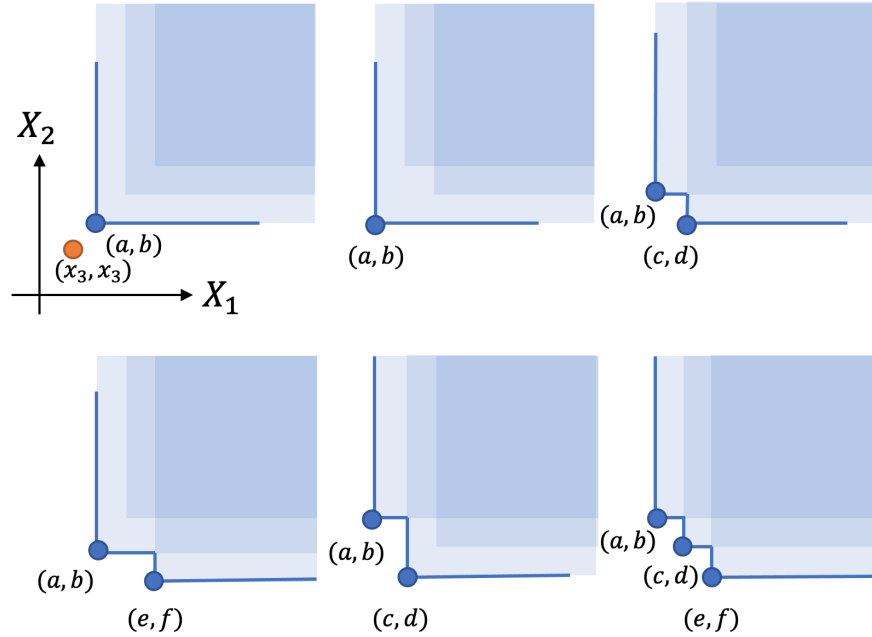 X₂
(a, b)
(x₃, x₃)
X₁
(a, b)
(a, b)
(c, d)
(a, b)
(e, f)
(a, b)
(c, d)
(a, b)
(c, d)
(e, f)